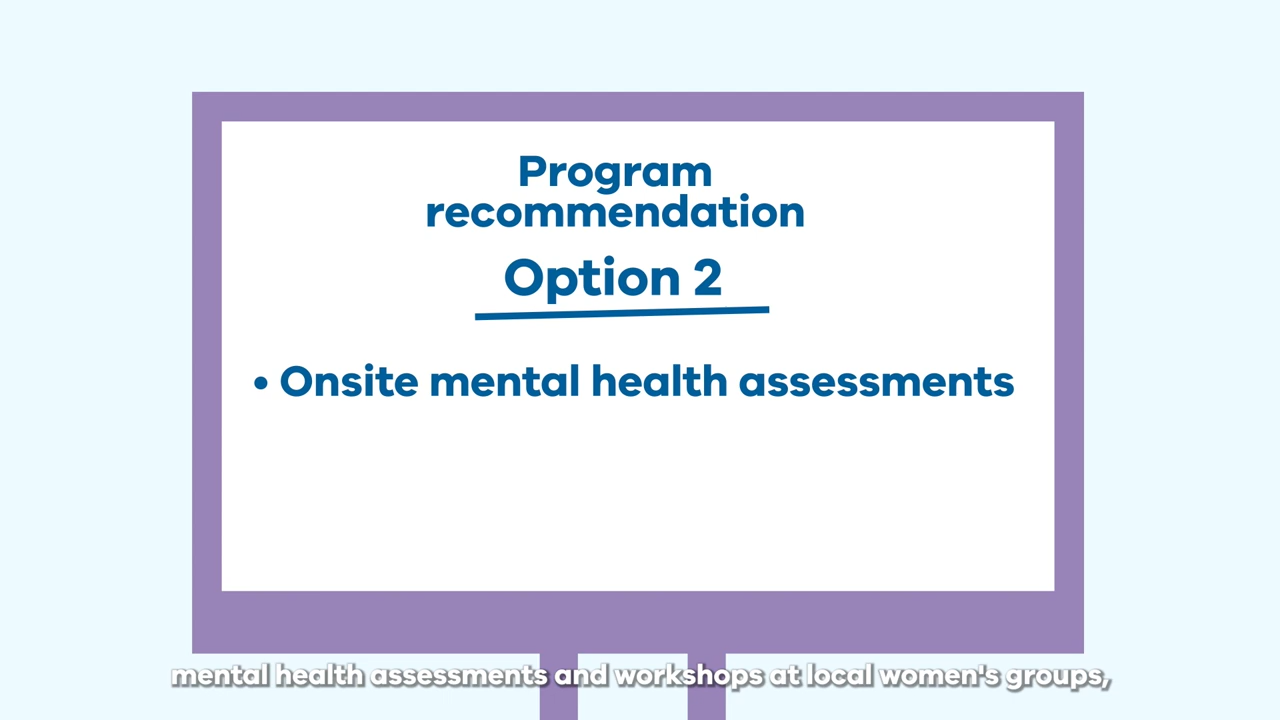 Program
recommendation
Option 2
• Onsite mental health assessments
mental health assessments and workshops at local women's groups,